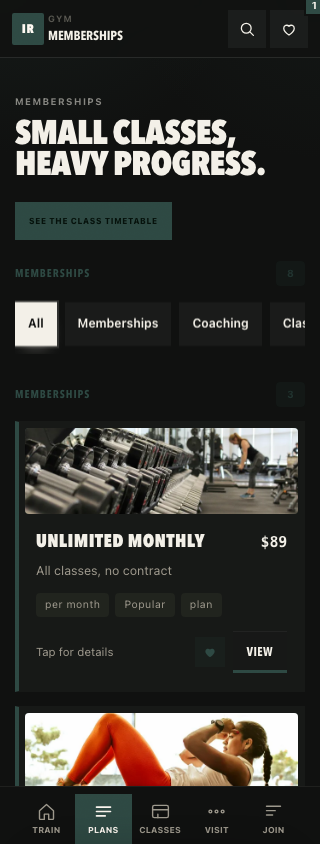 1
IR
GYM
MEMBERSHIPS
MEMBERSHIPS
SMALL CLASSES,
HEAVY PROGRESS.
SEE THE CLASS TIMETABLE
MEMBERSHIPS 8
All Memberships Coaching Clas
MEMBERSHIPS 3
UNLIMITED MONTHLY $89
All classes, no contract
per month Popular plan
Tap for details VIEW
TRAIN PLANS CLASSES VISIT JOIN